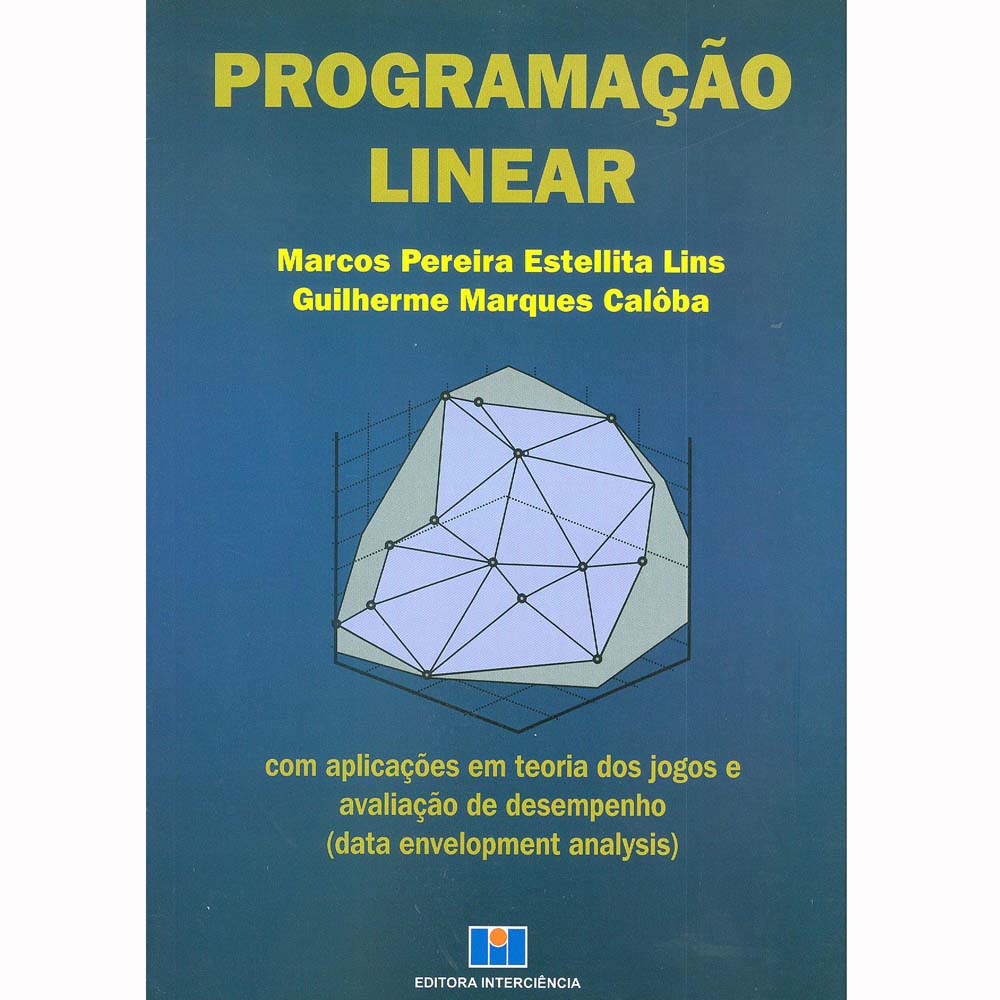 PROGRAMAÇÃO
LINEAR
Marcos Pereira Estellita Lins
Guilherme Marques Calôba
com aplicações em teoria dos jogos e
avaliação de desempenho
(data envelopment analysis)
EDITORA INTERCIÊNCIA